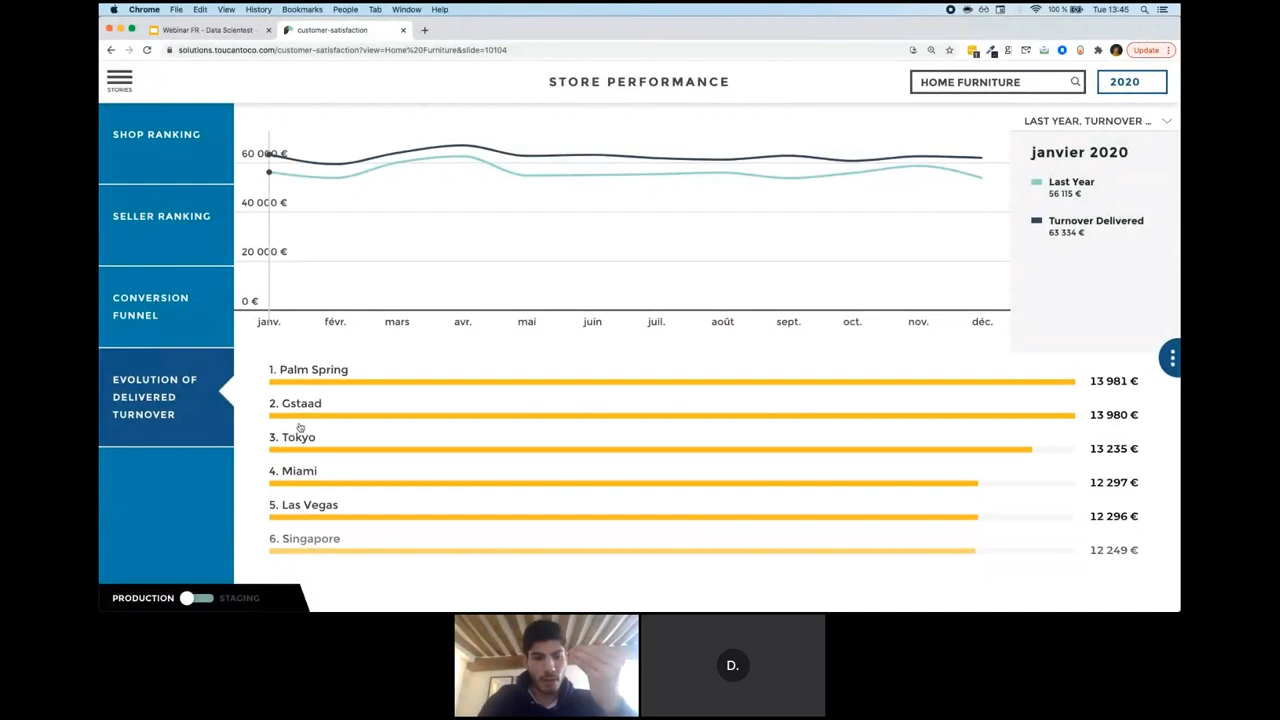 Chrome File Edit View History Bookmarks People Tab Window Help
100 % Tue 13:45
Webinar FR - Data Scientest -
customer-satisfaction
solutions.toucantoco.com/customer-satisfaction?view=Home%20Furniture&slide=10104
Update
STORIES
STORE PERFORMANCE
HOME FURNITURE
2020
SHOP RANKING
SELLER RANKING
CONVERSION
FUNNEL
EVOLUTION OF
DELIVERED
TURNOVER
LAST YEAR, TURNOVER ...
janvier 2020
Last Year
56 115 €
Turnover Delivered
63 334 €
60 000 €
40 000 €
20 000 €
0 €
janv. févr. mars avr. mai juin juil. août sept. oct. nov. déc.
1. Palm Spring
13 981 €
2. Gstaad
13 980 €
3. Tokyo
13 235 €
4. Miami
12 297 €
5. Las Vegas
12 296 €
6. Singapore
12 249 €
PRODUCTION STAGING
D.